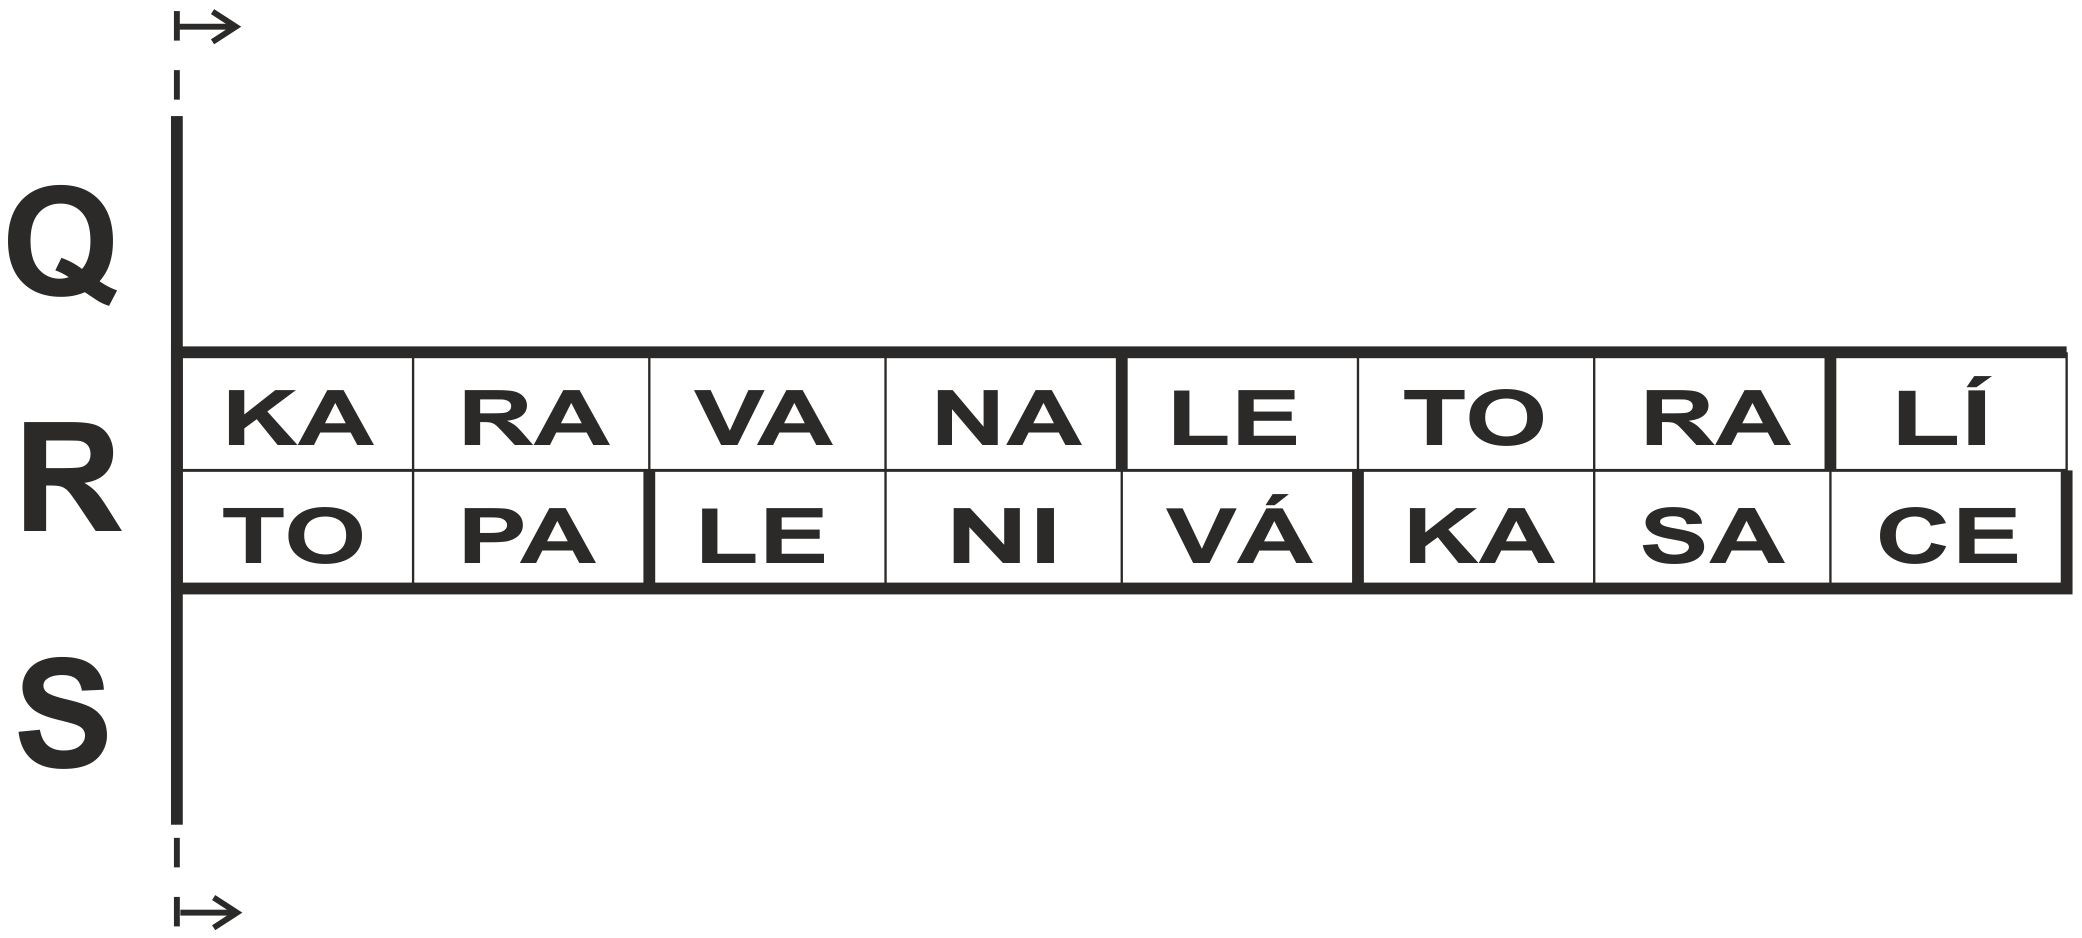 Q
KA RA VA NA LE TO RA LÍ
R
TO PA LE NI VÁ KA SA CE
S